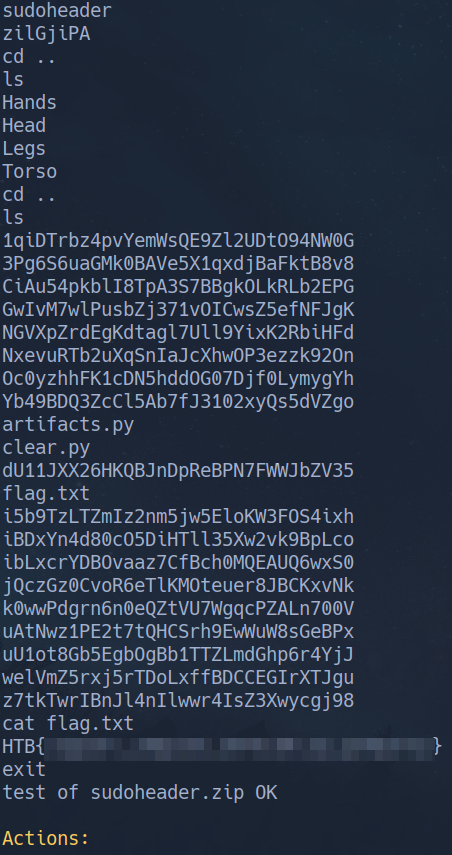 sudoheader
zilGjiPA
cd ..
ls
Hands
Head
Legs
Torso
cd ..
ls
1qiDTrbz4pvYemWsQE9Zl2UDtO94NW0G
3Pg6S6uaGMk0BAVe5X1qxdjBaFktB8v8
CiAu54pkblI8TpA3S7BBgkOLkRLb2EPG
GwIvM7wlPusbZj371vOICwsZ5efNFJgK
NGVXpZrdEgKdtagl7Ull9YixK2RbiHFd
NxevuRTb2uXqSnIaJcXhwOP3ezzk92On
Oc0yzhhFK1cDN5hddOG07Djf0LymygYh
Yb49BDQ3ZcCl5Ab7fJ3102xyQs5dVZgo
artifacts.py
clear.py
dU11JXX26HKQBJnDpReBPN7FWWJbZV35
flag.txt
i5b9TzLTZmIz2nm5jw5EloKW3FOS4ixh
iBDxYn4d80cO5DiHTll35Xw2vk9BpLco
ibLxcrYDBOvaaz7CfBch0MQEAUQ6wxS0
jQczGz0CvoR6eTlKMOteuer8JBCKxvNk
k0wwPdgrn6n0eQZtVU7WgqcPZALn700V
uAtNwz1PE2t7tQHCSrh9EwWuW8sGeBPx
uU1ot8Gb5EgbOgBb1TTZLmdGhp6r4YjJ
welVmZ5rxj5rTDoLxffBDCCEGIrXTJgu
z7tkTwrIBnJl4nIlwwr4IsZ3Xwycgj98
cat flag.txt
HTB{ }
exit
test of sudoheader.zip OK
Actions: